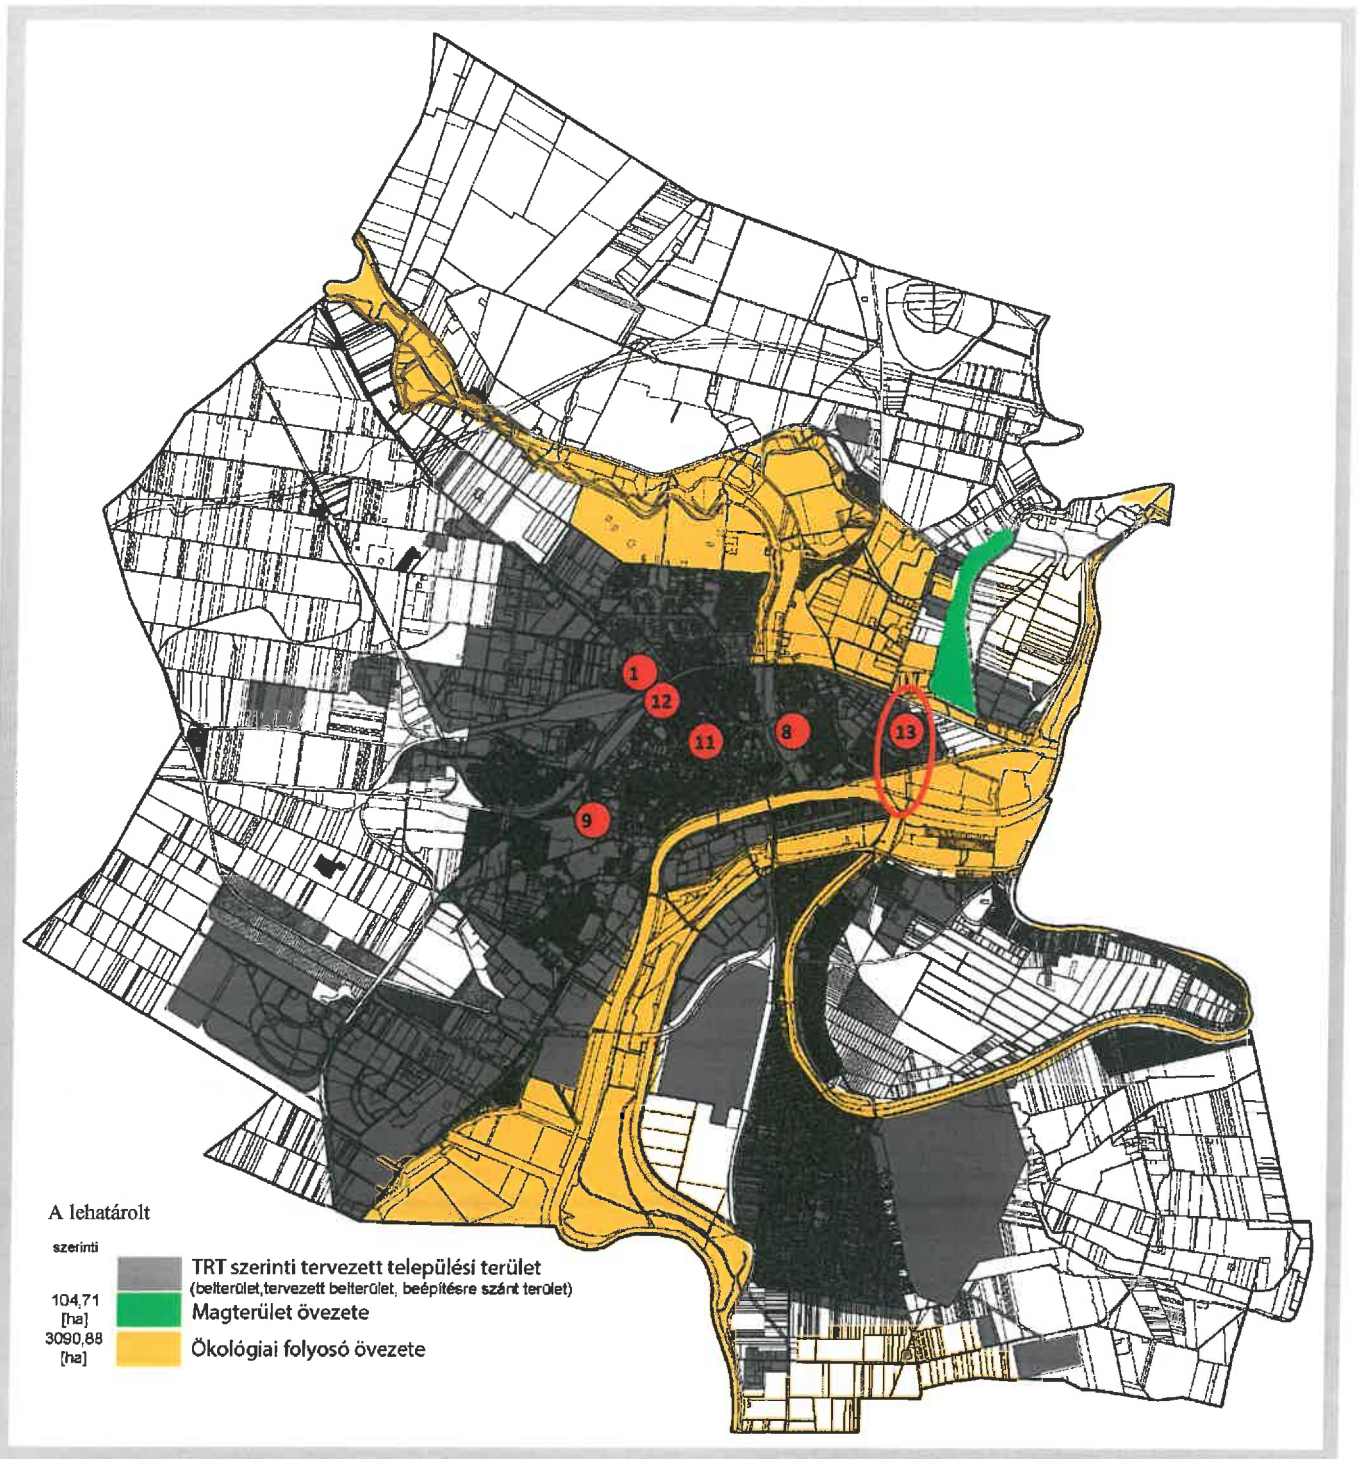 1
12
11
8
13
9
A lehatárolt
szerinti
TRT szerinti tervezett települési terület
(belterület,tervezett belterület, beépítésre szánt terület)
104,71
[ha]
Magterület övezete
3090,88
[ha]
Ökológiai folyosó övezete